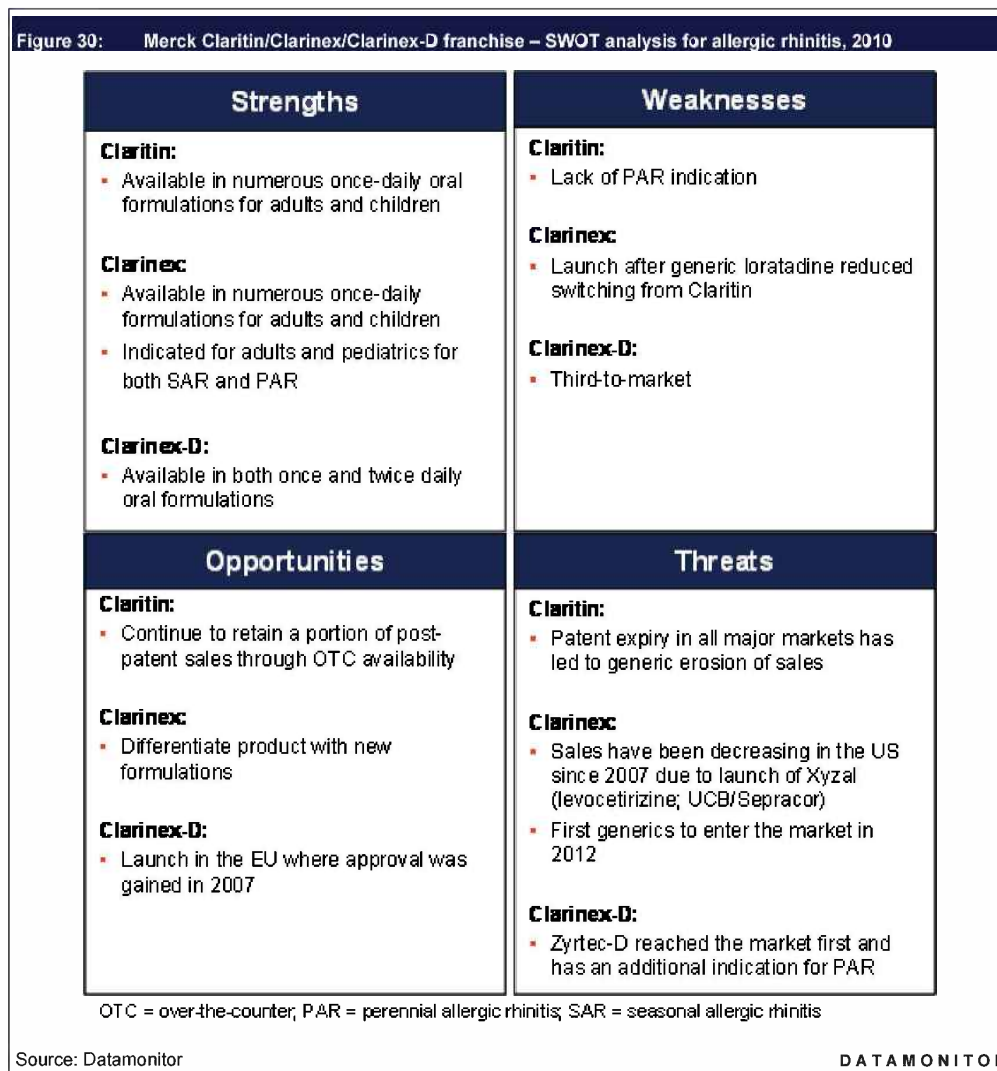 Figure 30: Merck Claritin/Clarinex/Clarinex-D franchise – SWOT analysis for allergic rhinitis, 2010
Strengths
Claritin:
▪ Available in numerous once-daily oral
formulations for adults and children
Clarinex:
▪ Available in numerous once-daily
formulations for adults and children
▪ Indicated for adults and pediatrics for
both SAR and PAR
Clarinex-D:
▪ Available in both once and twice daily
oral formulations
Weaknesses
Claritin:
▪ Lack of PAR indication
Clarinex:
▪ Launch after generic loratadine reduced
switching from Claritin
Clarinex-D:
▪ Third-to-market
Opportunities
Claritin:
▪ Continue to retain a portion of post-
patent sales through OTC availability
Clarinex:
▪ Differentiate product with new
formulations
Clarinex-D:
▪ Launch in the EU where approval was
gained in 2007
Threats
Claritin:
▪ Patent expiry in all major markets has
led to generic erosion of sales
Clarinex:
▪ Sales have been decreasing in the US
since 2007 due to launch of Xyzal
(levocetirizine; UCB/Sepracor)
▪ First generics to enter the market in
2012
Clarinex-D:
▪ Zyrtec-D reached the market first and
has an additional indication for PAR
OTC = over-the-counter; PAR = perennial allergic rhinitis; SAR = seasonal allergic rhinitis
Source: Datamonitor
DATAMONITOR